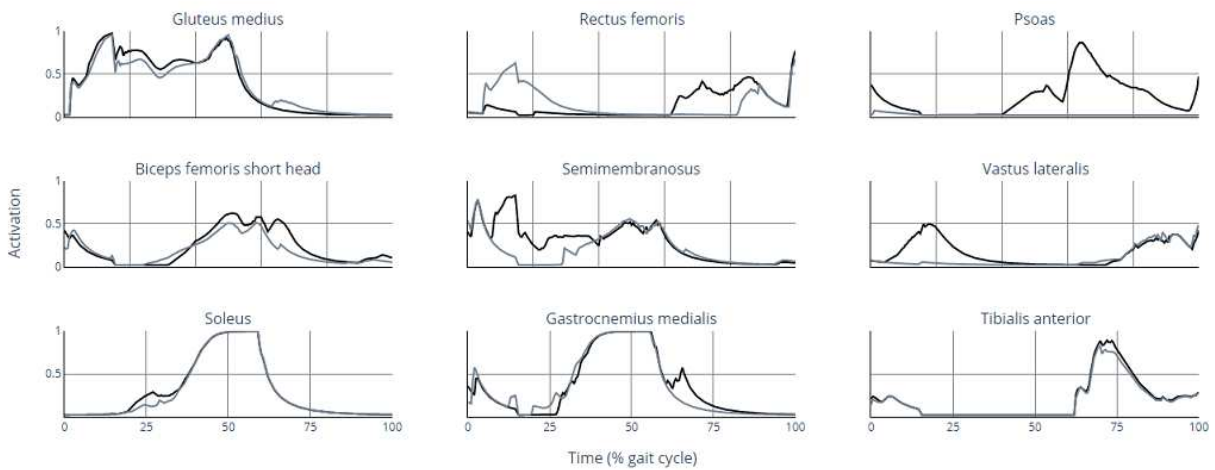 Gluteus medius
Rectus femoris
Psoas
1
0.5
0
Biceps femoris short head
Semimembranosus
Vastus lateralis
1
0.5
0
Activation
Soleus
Gastrocnemius medialis
Tibialis anterior
1
0.5
0 25 50 75 100
0 25 50 75 100
0 25 50 75 100
Time (% gait cycle)